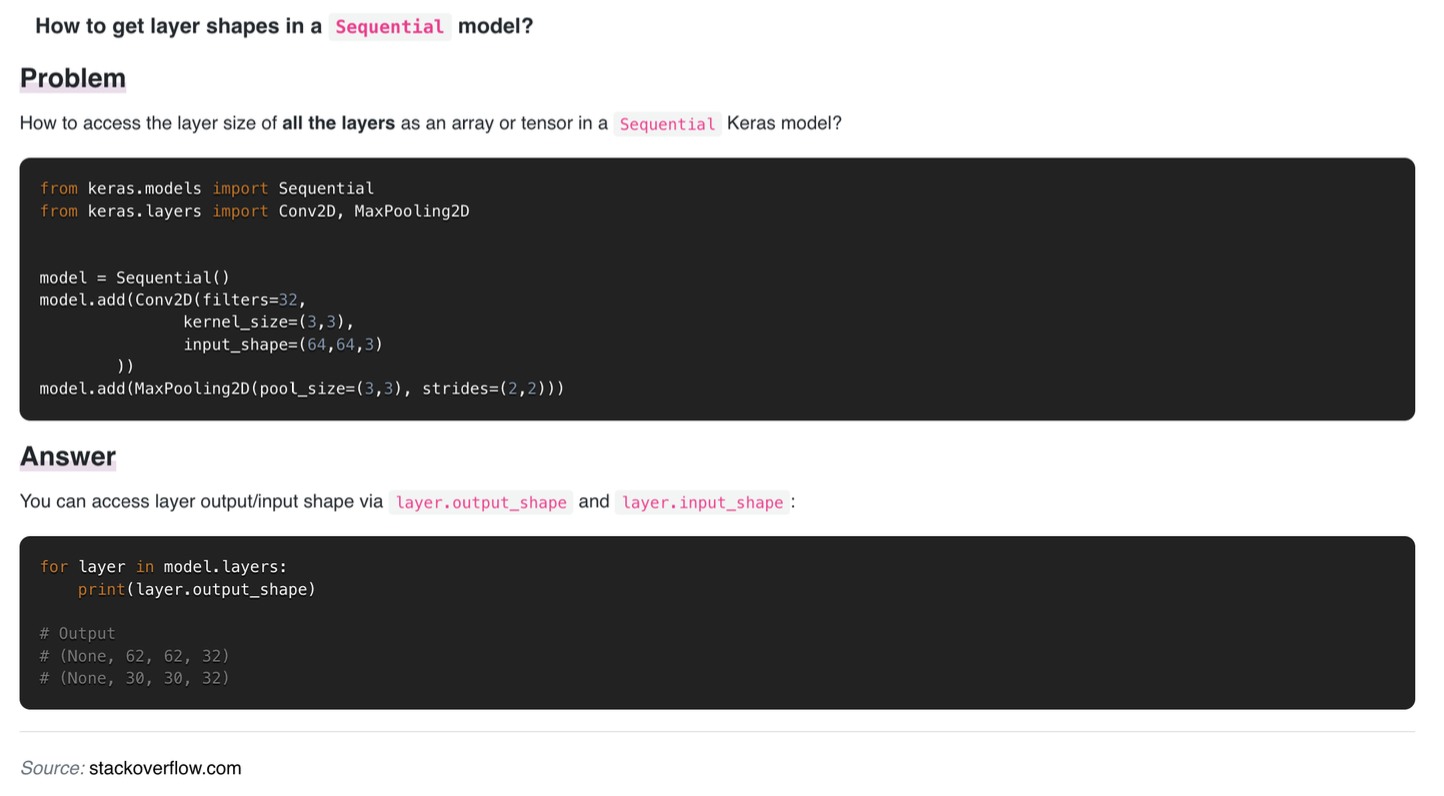 How to get layer shapes in a Sequential model?
Problem
How to access the layer size of all the layers as an array or tensor in a Sequential Keras model?
from keras.models import Sequential
from keras.layers import Conv2D, MaxPooling2D
model = Sequential()
model.add(Conv2D(filters=32,
               kernel_size=(3,3),
               input_shape=(64,64,3)
        ))
model.add(MaxPooling2D(pool_size=(3,3), strides=(2,2)))
Answer
You can access layer output/input shape via layer.output_shape and layer.input_shape:
for layer in model.layers:
    print(layer.output_shape)
# Output
# (None, 62, 62, 32)
# (None, 30, 30, 32)
Source: stackoverflow.com